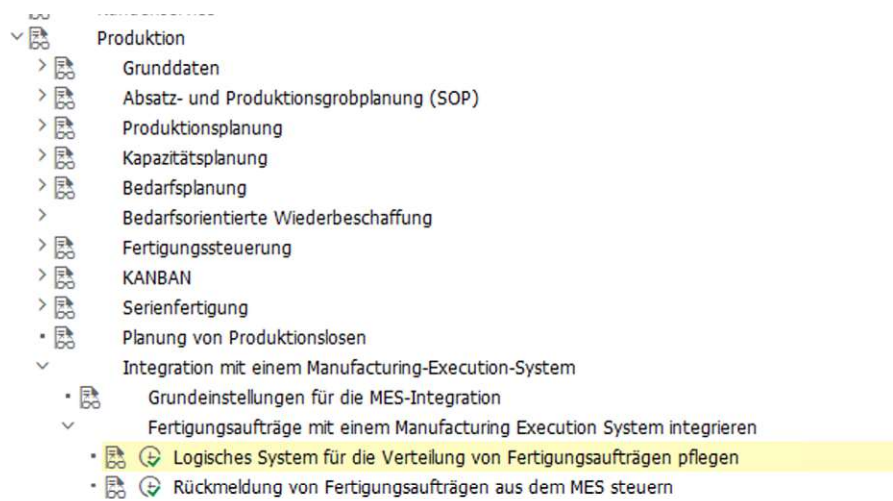 Produktion
Grunddaten
Absatz- und Produktionsgrobplanung (SOP)
Produktionsplanung
Kapazitätsplanung
Bedarfsplanung
Bedarfsorientierte Wiederbeschaffung
Fertigungssteuerung
KANBAN
Serienfertigung
Planung von Produktionslosen
Integration mit einem Manufacturing-Execution-System
Grundeinstellungen für die MES-Integration
Fertigungsaufträge mit einem Manufacturing Execution System integrieren
Logisches System für die Verteilung von Fertigungsaufträgen pflegen
Rückmeldung von Fertigungsaufträgen aus dem MES steuern